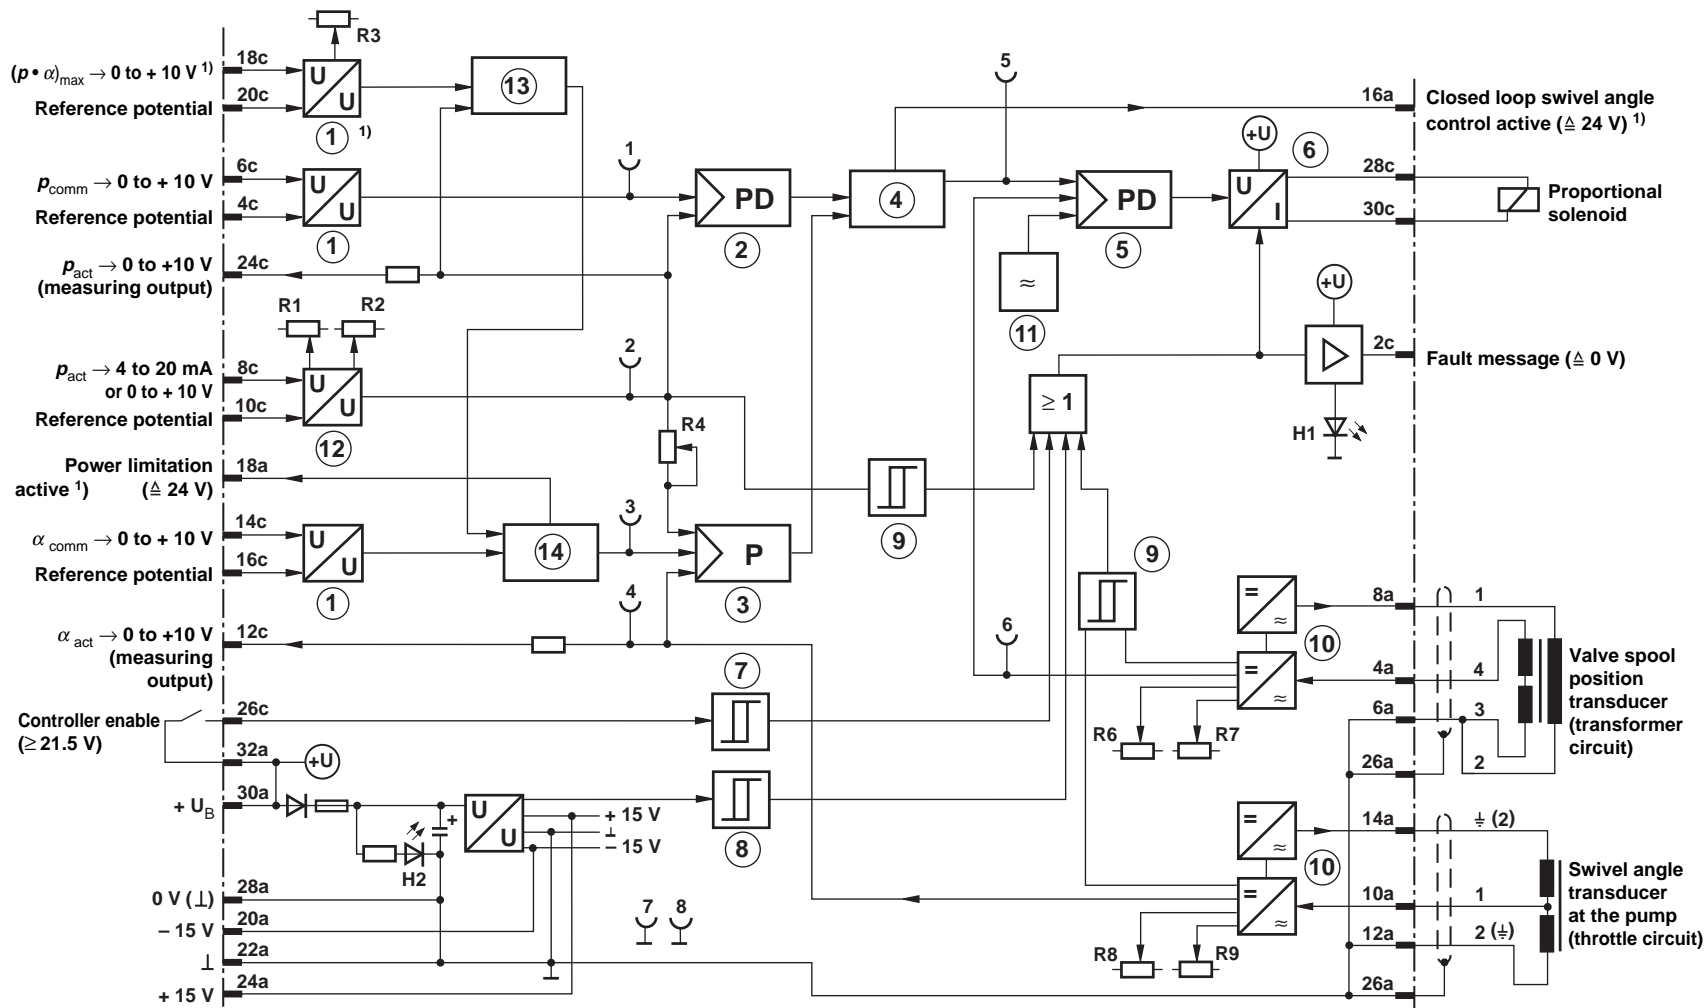 R3
18c
(p • α)max → 0 to + 10 V 1)
U
U
13
5
16a
Closed loop swivel angle
control active (≙ 24 V) 1)
20c
Reference potential
1 1)
+U
6
1
6c
pcomm → 0 to + 10 V
U
U
PD
4
PD
U
I
28c
Proportional
solenoid
4c
Reference potential
30c
1
2
5
24c
pact → 0 to +10 V
(measuring output)
≈
+U
R1
R2
11
2
2c
Fault message (≙ 0 V)
8c
pact → 4 to 20 mA
or 0 to + 10 V
U
U
≥ 1
10c
Reference potential
R4
H1
12
18a
Power limitation
active 1) (≙ 24 V)
3
14c
α comm → 0 to + 10 V
U
U
14
P
9
9
16c
Reference potential
1
4
3
=
≈
8a
1
12c
α act → 0 to +10 V
(measuring
output)
6
10
7
=
≈
4a
4
Valve spool
position
transducer
(transformer
circuit)
26c
Controller enable
(≥ 21.5 V)
6a
3
R6
R7
32a
+U
26a
2
30a
+ UB
+
U
U
+ 15 V
⊥
– 15 V
8
=
≈
14a
⏚ (2)
H2
10
28a
0 V (⊥)
7
8
=
≈
10a
1
Swivel angle
transducer
at the pump
(throttle circuit)
20a
– 15 V
12a
2 (⏚)
22a
⊥
R8
R9
24a
+ 15 V
26a